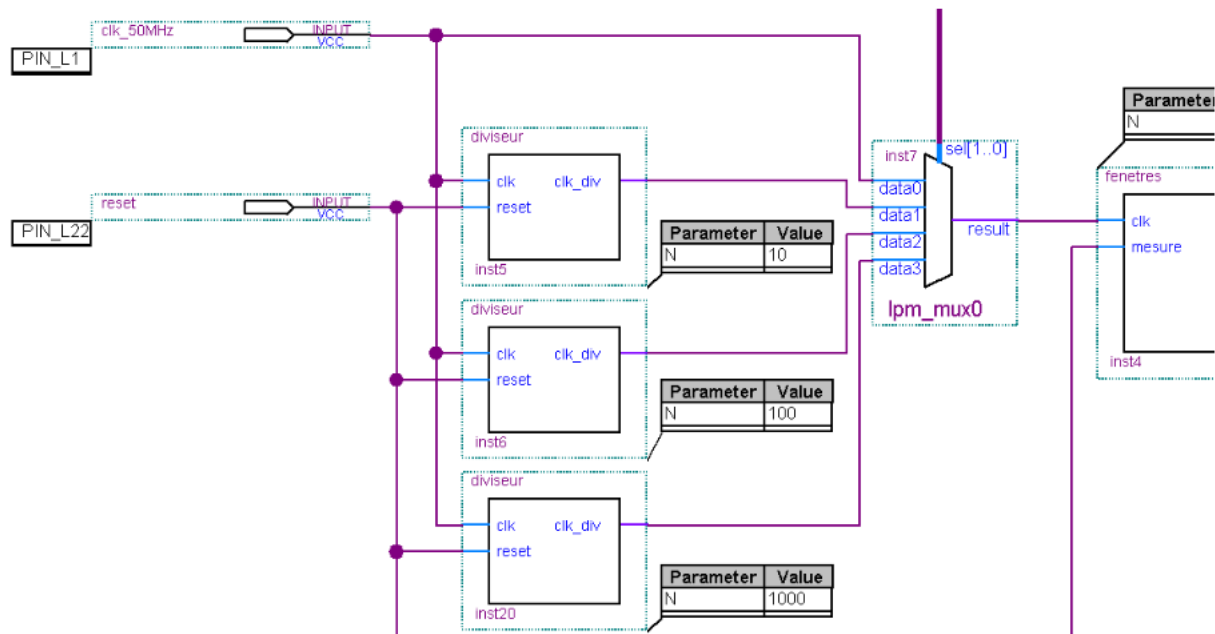 clk_50MHz
INPUT
VCC
PIN_L1
reset
INPUT
VCC
PIN_L22
diviseur
clk clk_div
reset
inst5
Parameter Value
N 10
diviseur
clk clk_div
reset
inst6
Parameter Value
N 100
diviseur
clk clk_div
reset
inst20
Parameter Value
N 1000
inst7
sel[1..0]
data0
data1
data2
data3
result
lpm_mux0
Paramete
N
fenetres
clk
mesure
inst4